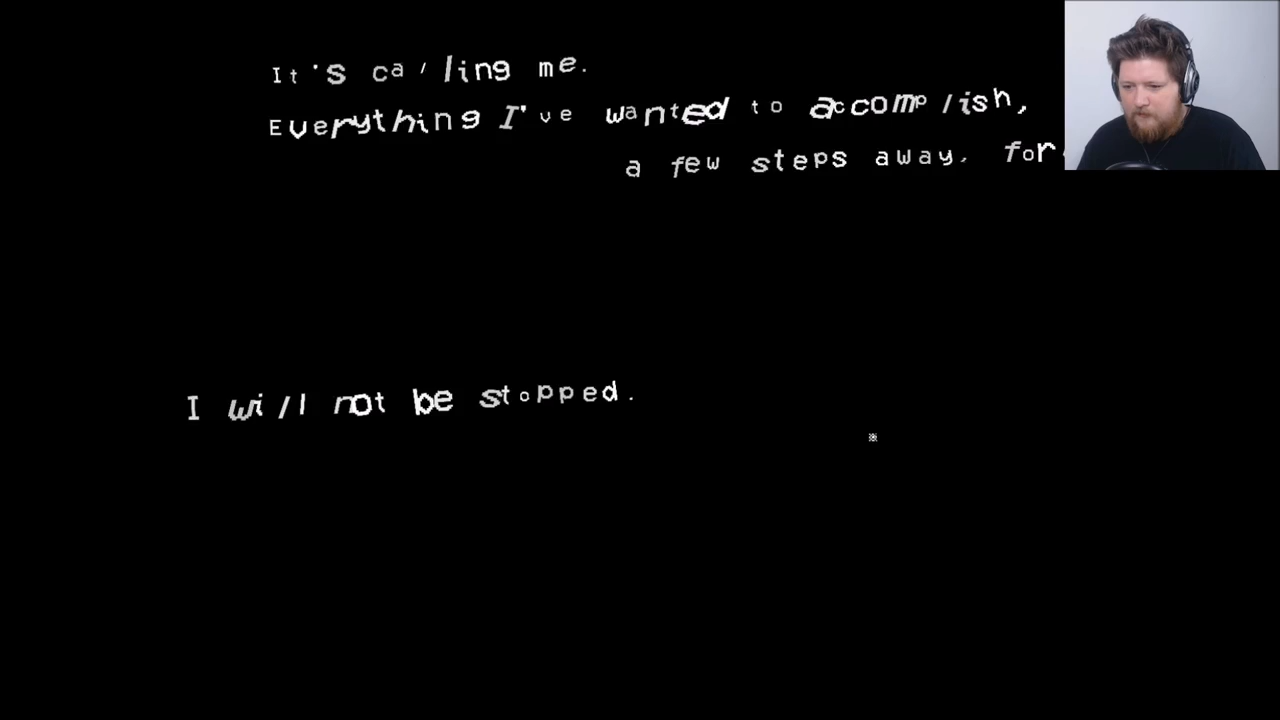 It's calling me.
Everything I've wanted to accomplish,
a few steps away.
I will not be stopped.